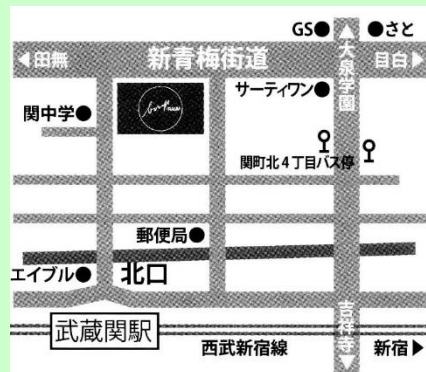 GS● ●さと
◀田無 新青梅街道 目白▶
▲大泉学園
関中学●
サーティワン●
関町北4丁目バス停
郵便局●
エイブル● 北口
吉祥寺▼
武蔵関駅
西武新宿線 新宿▶